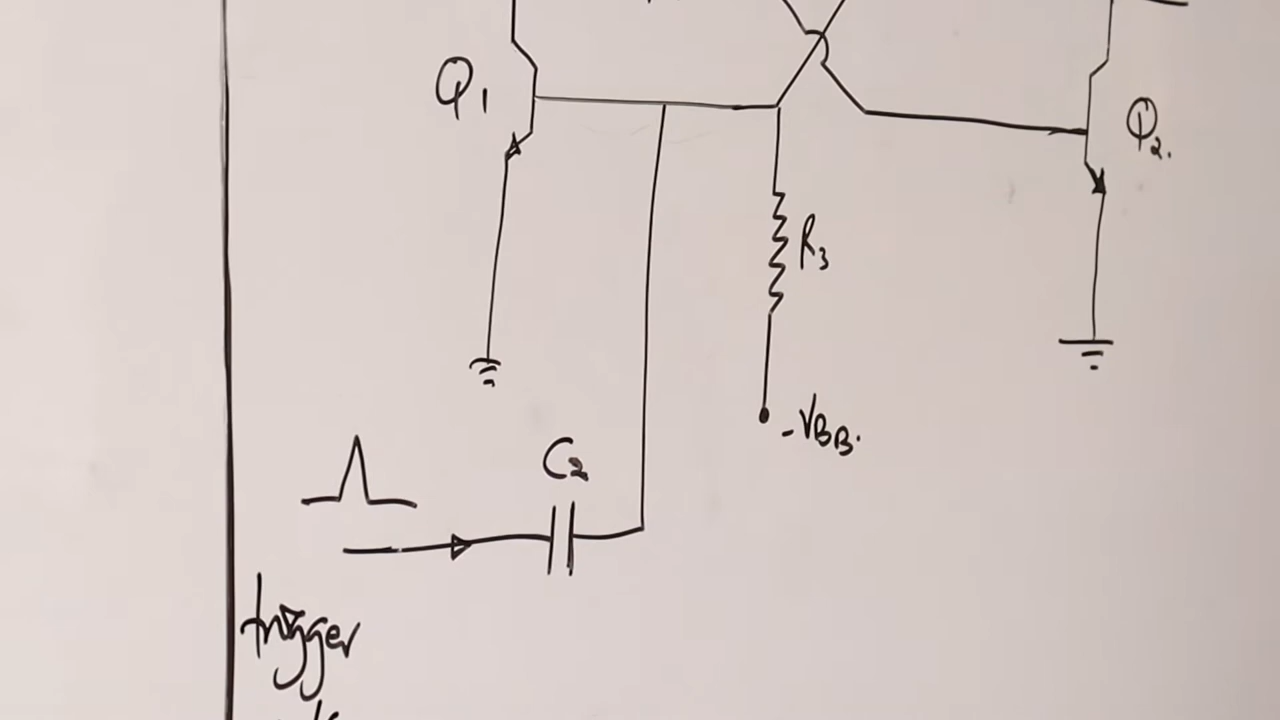 Q1
Q2.
R3
-VBB.
C2
trigger